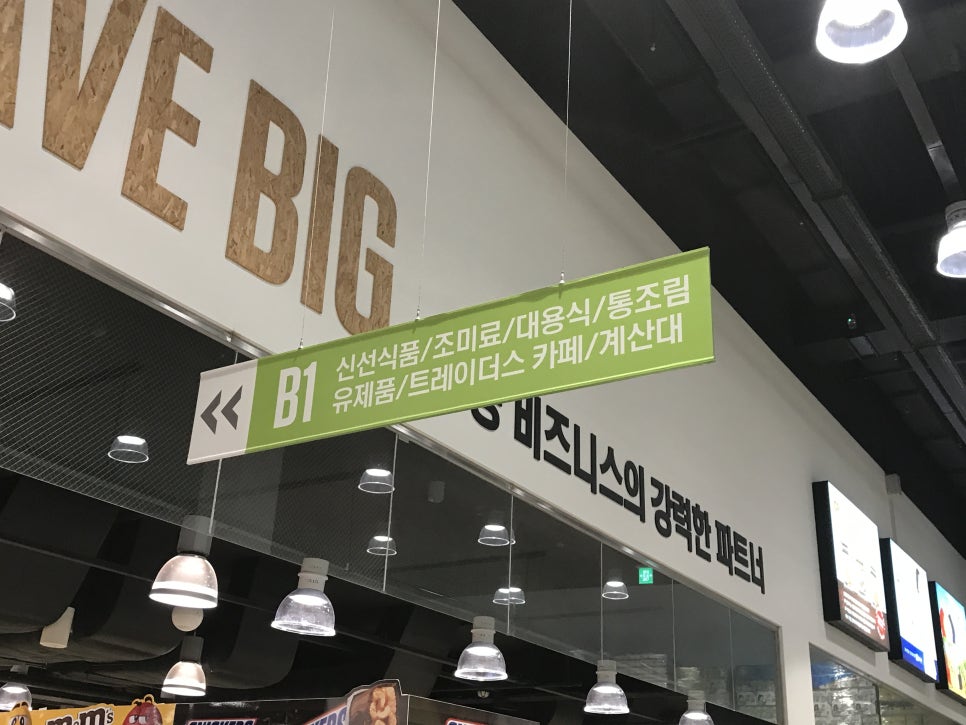 VE BIG
B1
신선식품/조미료/대용식/통조림
유제품/트레이더스 카페/계산대
비즈니스의 강력한 파트너
m&m's
SNICKERS